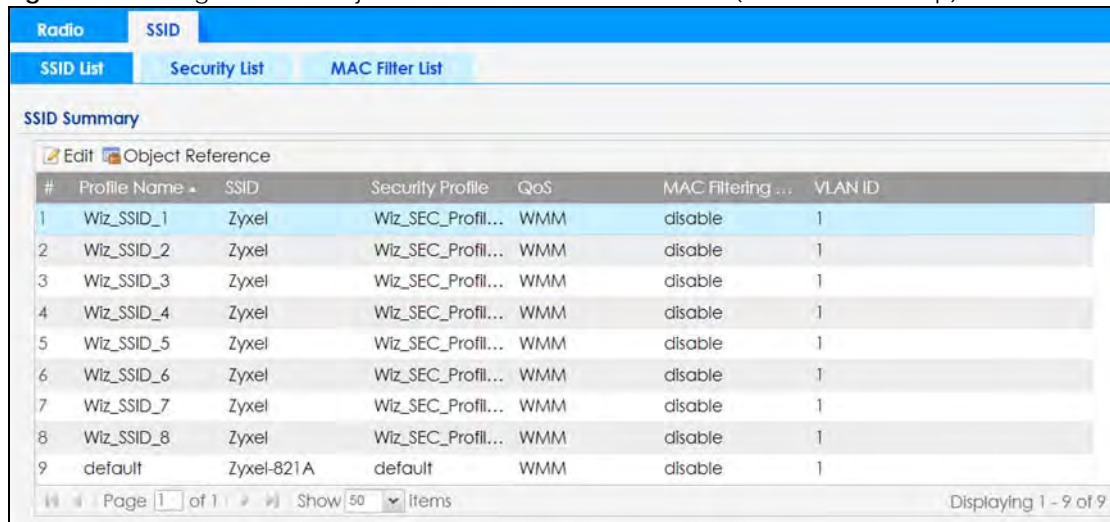 Radio SSID
SSID List Security List MAC Filter List
SSID Summary
Edit Object Reference
# Profile Name SSID Security Profile QoS MAC Filtering ... VLAN ID
1 Wiz_SSID_1 Zyxel Wiz_SEC_Profil... WMM disable 1
2 Wiz_SSID_2 Zyxel Wiz_SEC_Profil... WMM disable 1
3 Wiz_SSID_3 Zyxel Wiz_SEC_Profil... WMM disable 1
4 Wiz_SSID_4 Zyxel Wiz_SEC_Profil... WMM disable 1
5 Wiz_SSID_5 Zyxel Wiz_SEC_Profil... WMM disable 1
6 Wiz_SSID_6 Zyxel Wiz_SEC_Profil... WMM disable 1
7 Wiz_SSID_7 Zyxel Wiz_SEC_Profil... WMM disable 1
8 Wiz_SSID_8 Zyxel Wiz_SEC_Profil... WMM disable 1
9 default Zyxel-821A default WMM disable 1
Page 1 of 1 Show 50 items Displaying 1 - 9 of 9